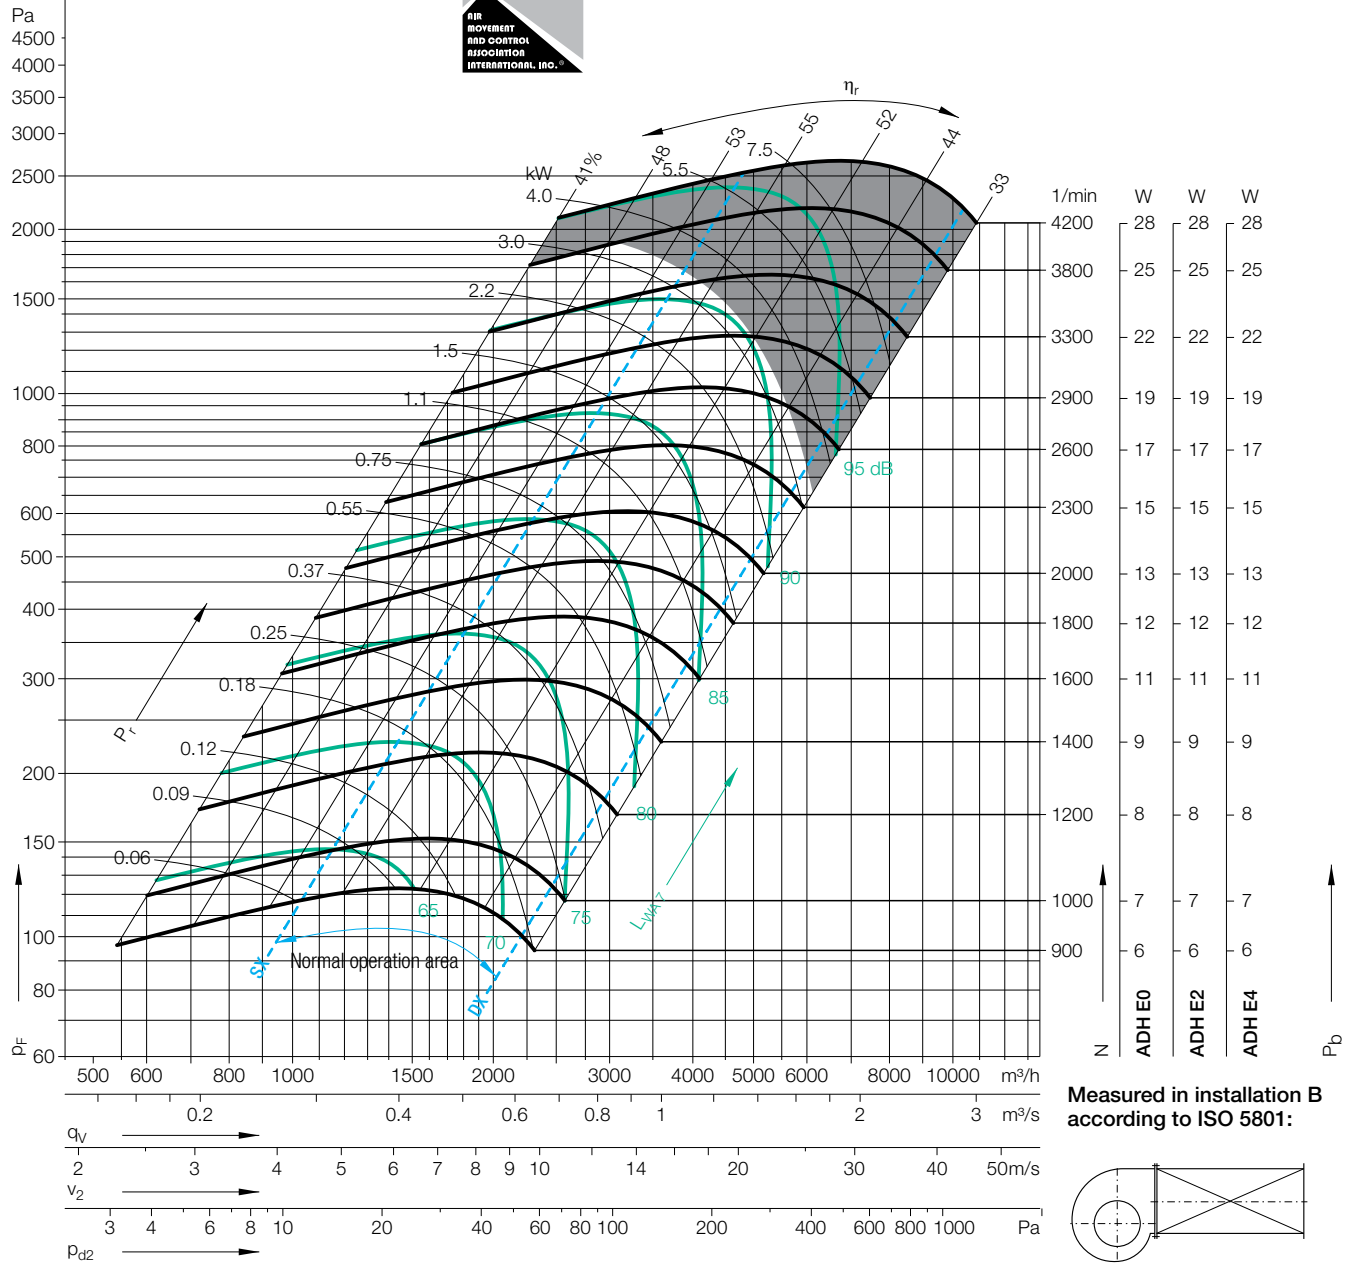 Pa
4500
4000
3500
3000
2500
2000
1500
1000
800
600
500
400
300
200
150
100
80
60
pF
AIR
MOVEMENT
AND CONTROL
ASSOCIATION
INTERNATIONAL, INC.®
ηr
41%
48
53
55
52
44
33
kW
4.0
5.5
7.5
3.0
2.2
1.5
1.1
0.75
0.55
0.37
0.25
0.18
0.12
0.09
0.06
Pr
95 dB
90
85
80
75
70
65
LWA7
SX
Normal operation area
DX
1/min W W W
4200 28 28 28
3800 25 25 25
3300 22 22 22
2900 19 19 19
2600 17 17 17
2300 15 15 15
2000 13 13 13
1800 12 12 12
1600 11 11 11
1400 9 9 9
1200 8 8 8
1000 7 7 7
900 6 6 6
N
ADH E0
ADH E2
ADH E4
Pb
500 600 800 1000 1500 2000 3000 4000 5000 6000 8000 10000 m³/h
0.2 0.4 0.6 0.8 1 2 3 m³/s
qV
2 3 4 5 6 7 8 9 10 14 20 30 40 50m/s
v2
3 4 6 8 10 20 40 60 80 100 200 400 600 800 1000 Pa
pd2
Measured in installation B
according to ISO 5801: